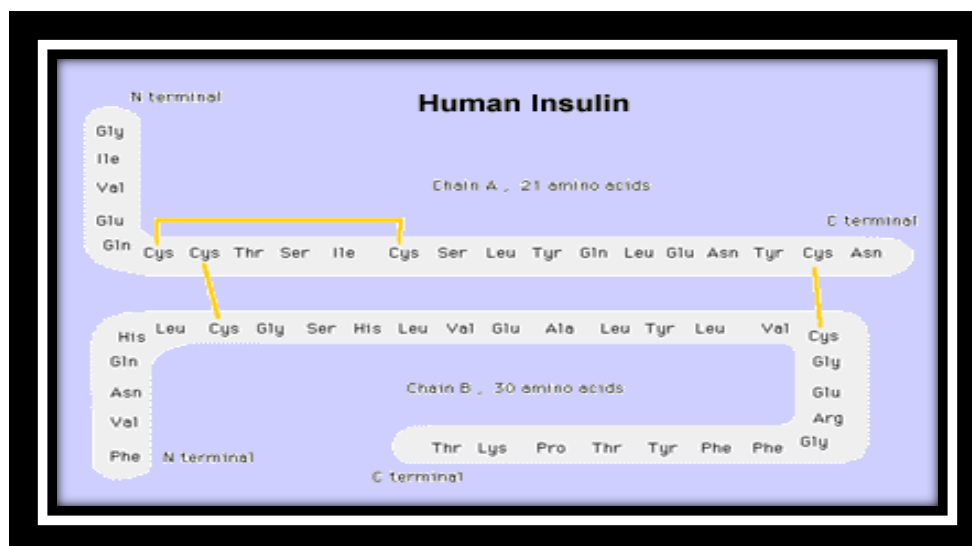 N terminal
Human Insulin
Gly
Ile
Val
Chain A , 21 amino acids
Glu
C terminal
Gln Cys Cys Thr Ser Ile Cys Ser Leu Tyr Gln Leu Glu Asn Tyr Cys Asn
His Leu Cys Gly Ser His Leu Val Glu Ala Leu Tyr Leu Val Cys
Gln
Gly
Asn
Chain B , 30 amino acids
Glu
Val
Arg
Phe
N terminal
Thr Lys Pro Thr Tyr Phe Phe Gly
C terminal